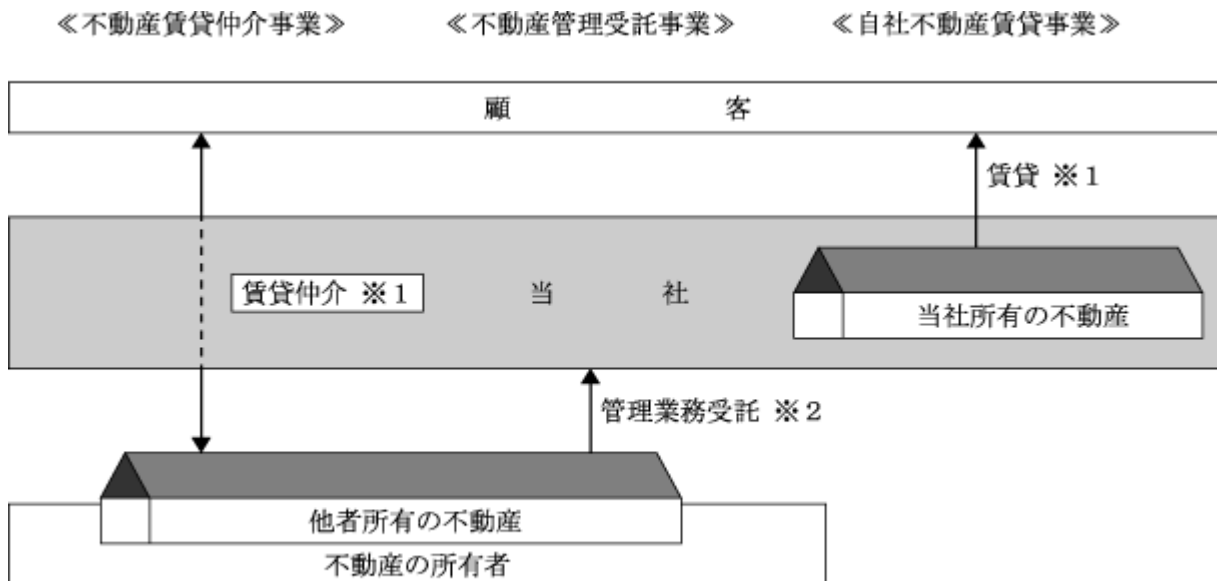 ≪不動産賃貸仲介事業≫ ≪不動産管理受託事業≫ ≪自社不動産賃貸事業≫
顧 客
賃貸 ※１
賃貸仲介 ※１
当 社
当社所有の不動産
管理業務受託 ※２
他者所有の不動産
不動産の所有者